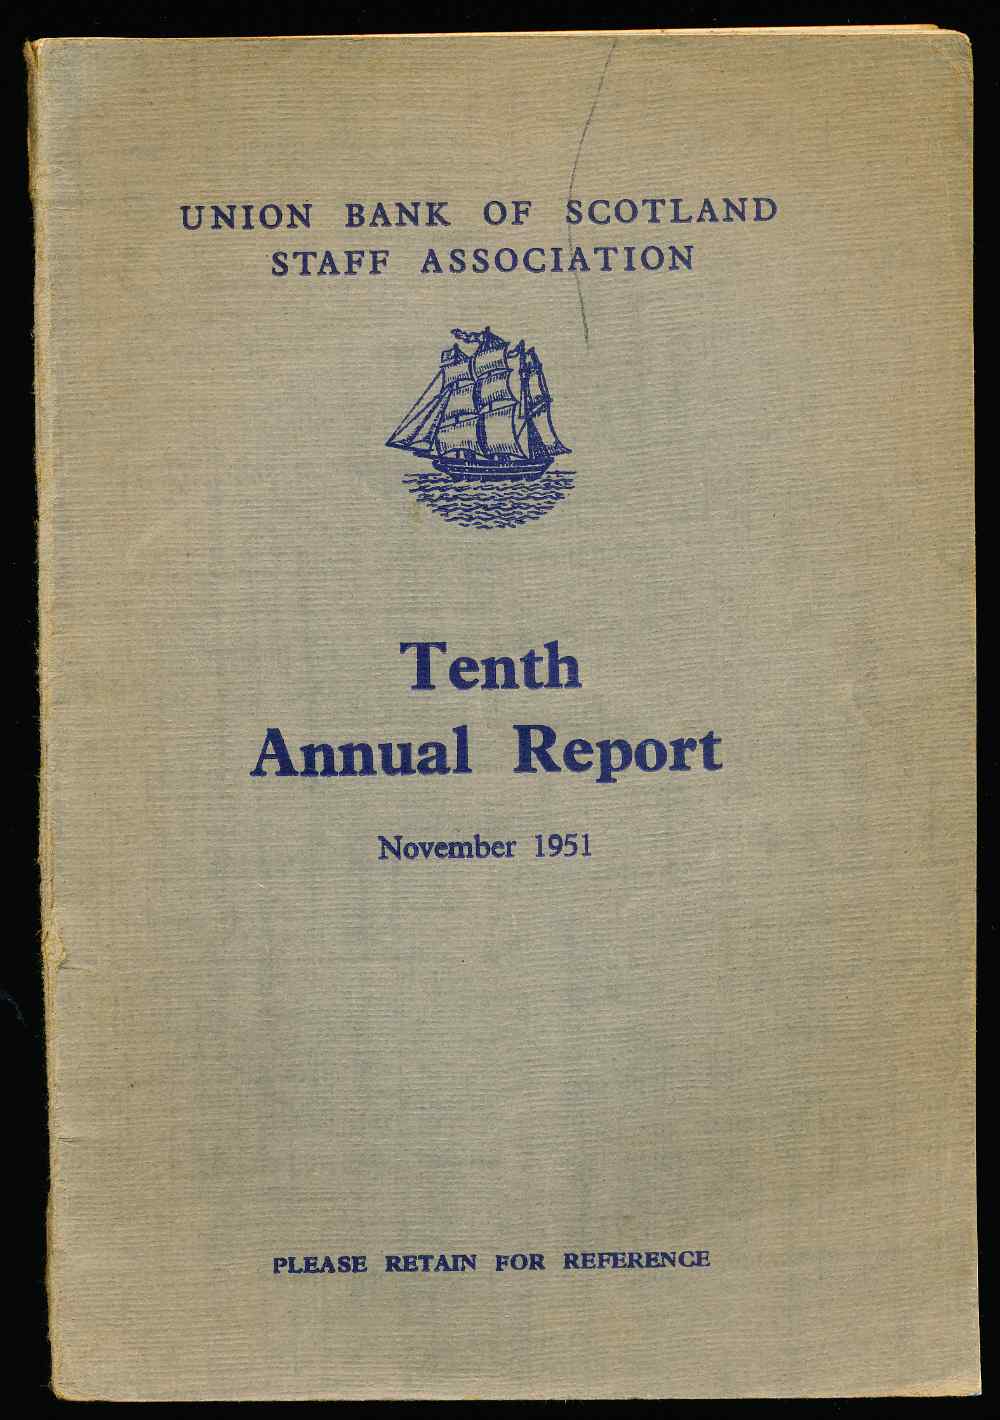 UNION BANK OF SCOTLAND
STAFF ASSOCIATION
Tenth
Annual Report
November 1951
PLEASE RETAIN FOR REFERENCE